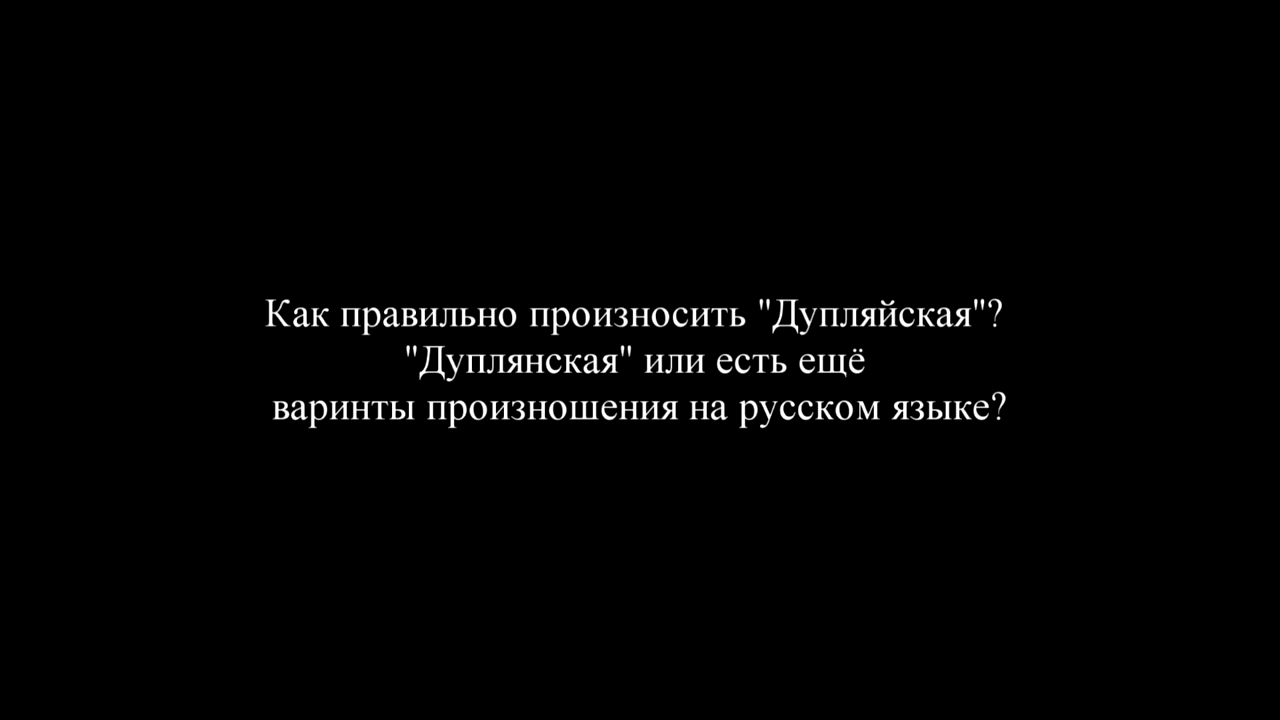 Как правильно произносить "Дупляйская"?
"Дуплянская" или есть ещё
варинты произношения на русском языке?